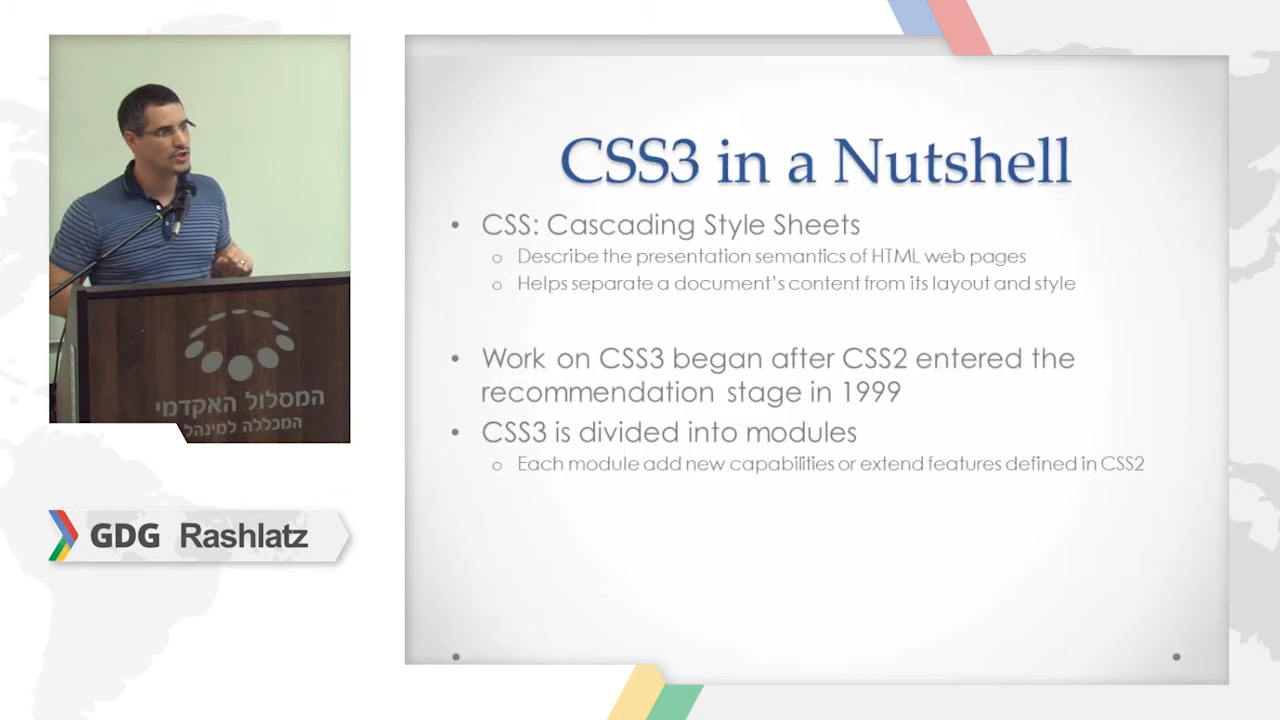 CSS3 in a Nutshell
• CSS: Cascading Style Sheets
o Describe the presentation semantics of HTML web pages
o Helps separate a document's content from its layout and style
• Work on CSS3 began after CSS2 entered the
recommendation stage in 1999
• CSS3 is divided into modules
o Each module add new capabilities or extend features defined in CSS2
המסלול האקדמי
המכללה למינהל
GDG Rashlatz